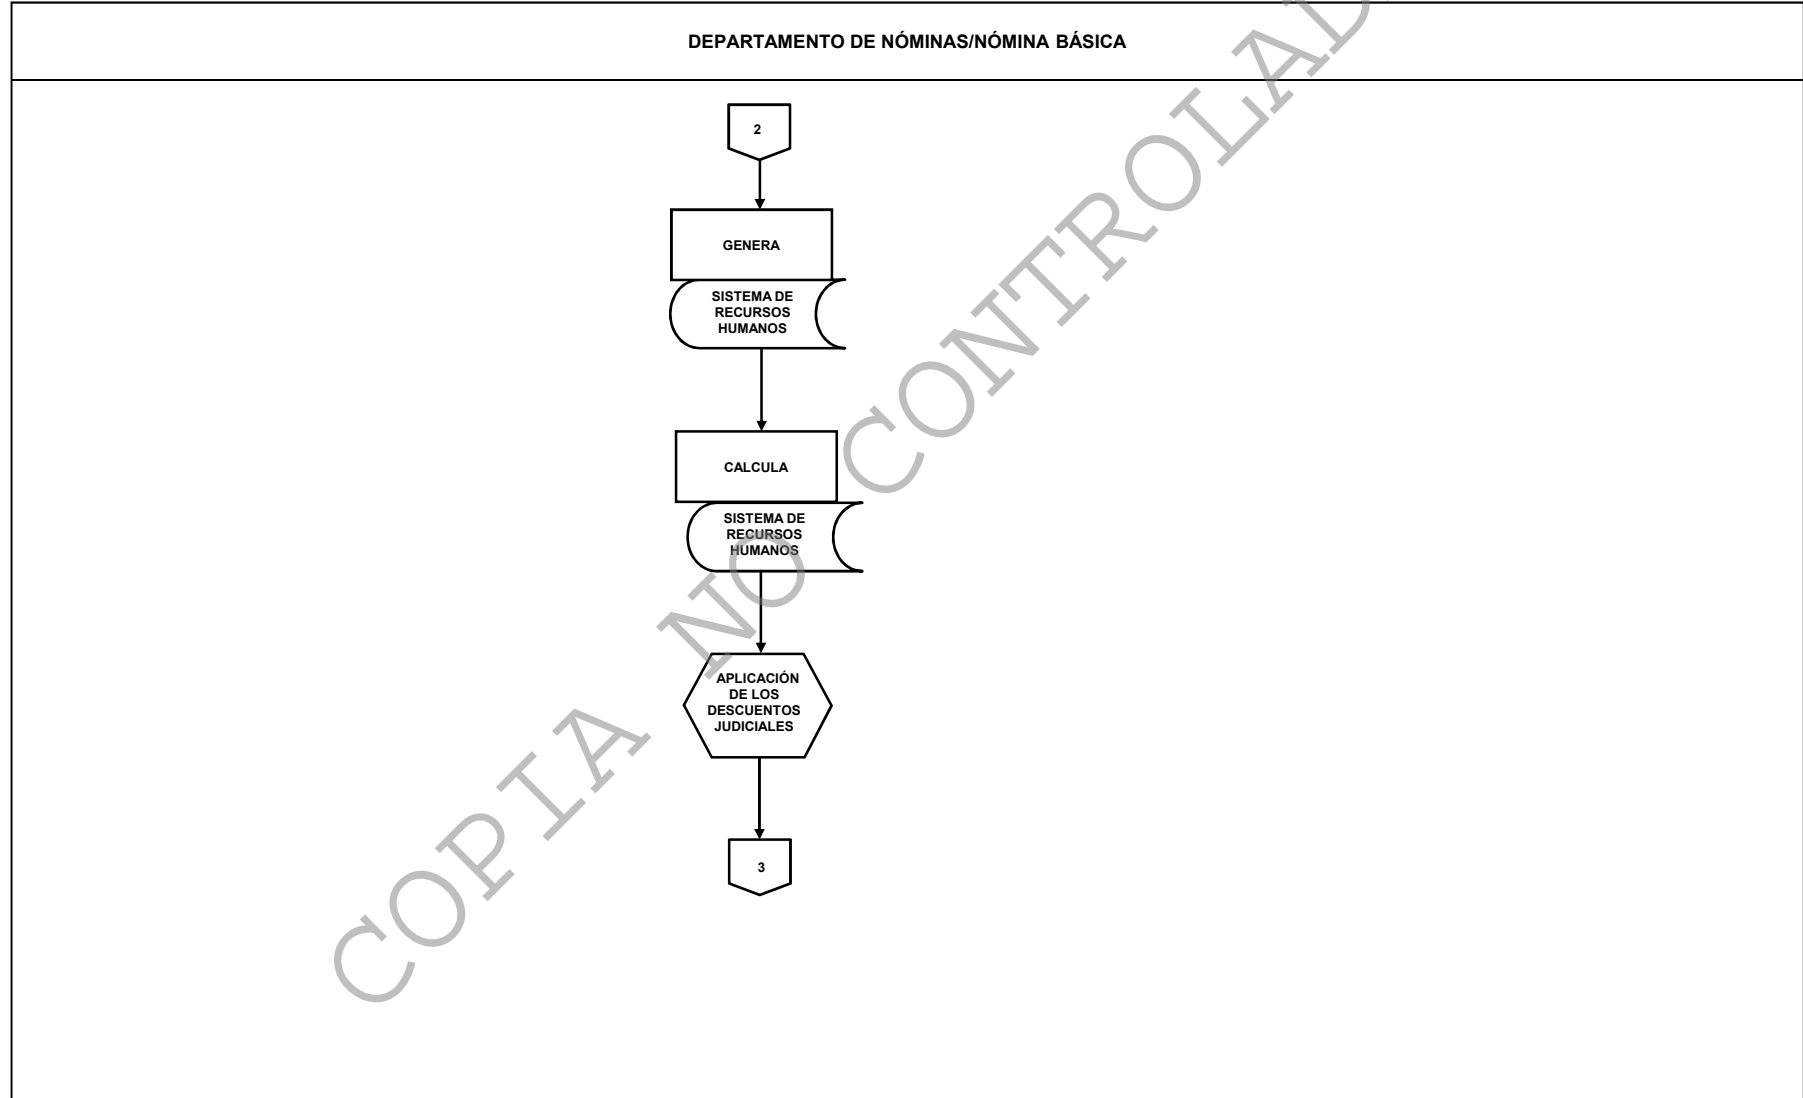 DEPARTAMENTO DE NÓMINAS/NÓMINA BÁSICA
2
GENERA
SISTEMA DE
RECURSOS
HUMANOS
CALCULA
SISTEMA DE
RECURSOS
HUMANOS
APLICACIÓN
DE LOS
DESCUENTOS
JUDICIALES
3
COPIA NO CONTROLAD